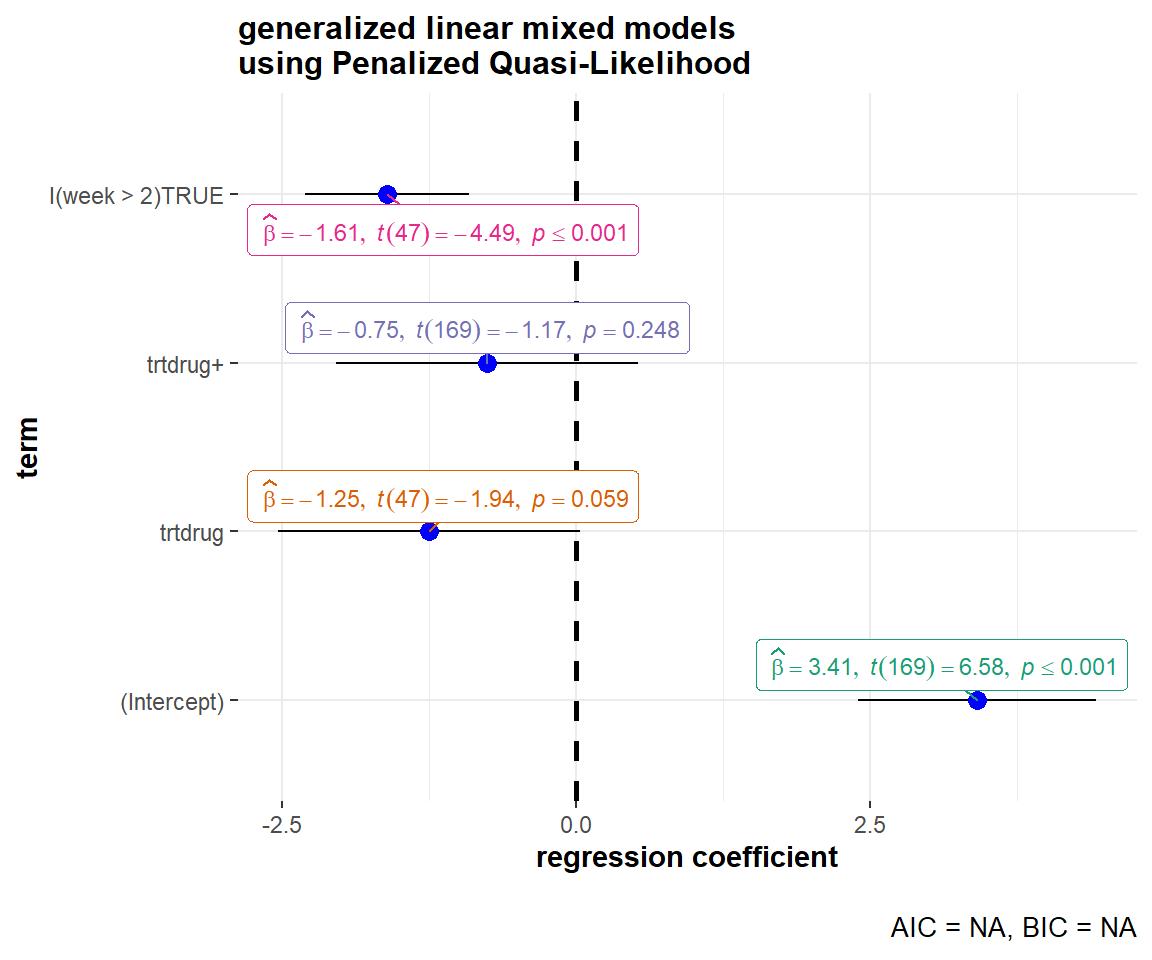 generalized linear mixed models
using Penalized Quasi-Likelihood
term
I(week > 2)TRUE
β̂ = −1.61, t(47) = −4.49, p ≤ 0.001
β̂ = −0.75, t(169) = −1.17, p = 0.248
trtdrug+
β̂ = −1.25, t(47) = −1.94, p = 0.059
trtdrug
β̂ = 3.41, t(169) = 6.58, p ≤ 0.001
(Intercept)
-2.5 0.0 2.5
regression coefficient
AIC = NA, BIC = NA